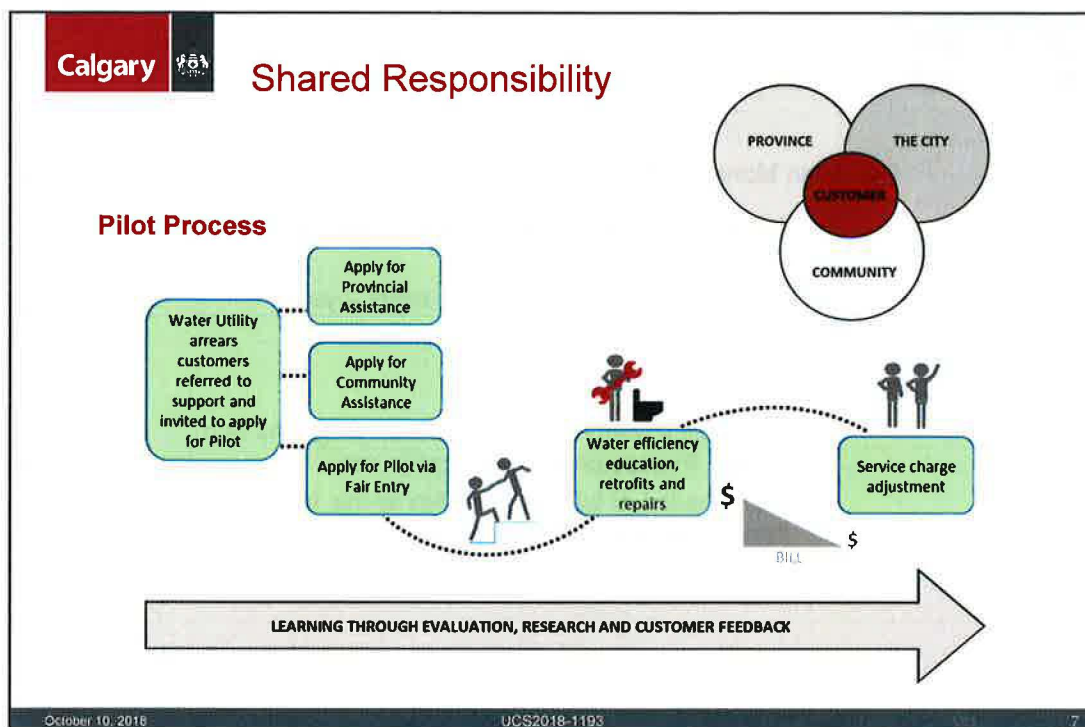 Calgary
Shared Responsibility
PROVINCE
THE CITY
CUSTOMER
COMMUNITY
Pilot Process
Water Utility
arrears
customers
referred to
support and
invited to apply
for Pilot
Apply for
Provincial
Assistance
Apply for
Community
Assistance
Apply for Pilot via
Fair Entry
Water efficiency
education,
retrofits and
repairs
$
$
BILL
Service charge
adjustment
LEARNING THROUGH EVALUATION, RESEARCH AND CUSTOMER FEEDBACK
October 10, 2018
UCS2018-1193
7